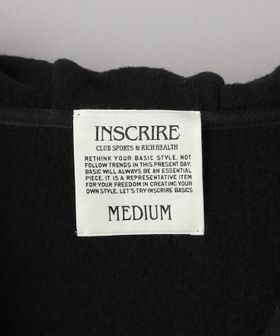 INSCRIRE
CLUB SPORTS & RICH HEALTH
RETHINK YOUR BASIC STYLE. NOT
FOLLOW TRENDS IN THIS PRESENT DAY.
BASIC WILL ALWAYS BE AN ESSENTIAL
PIECE. IT IS A REPRESENTATIVE ITEM
FOR YOUR FREEDOM IN CREATING YOUR
OWN STYLE. LET'S TRY INSCRIRE BASICS
MEDIUM